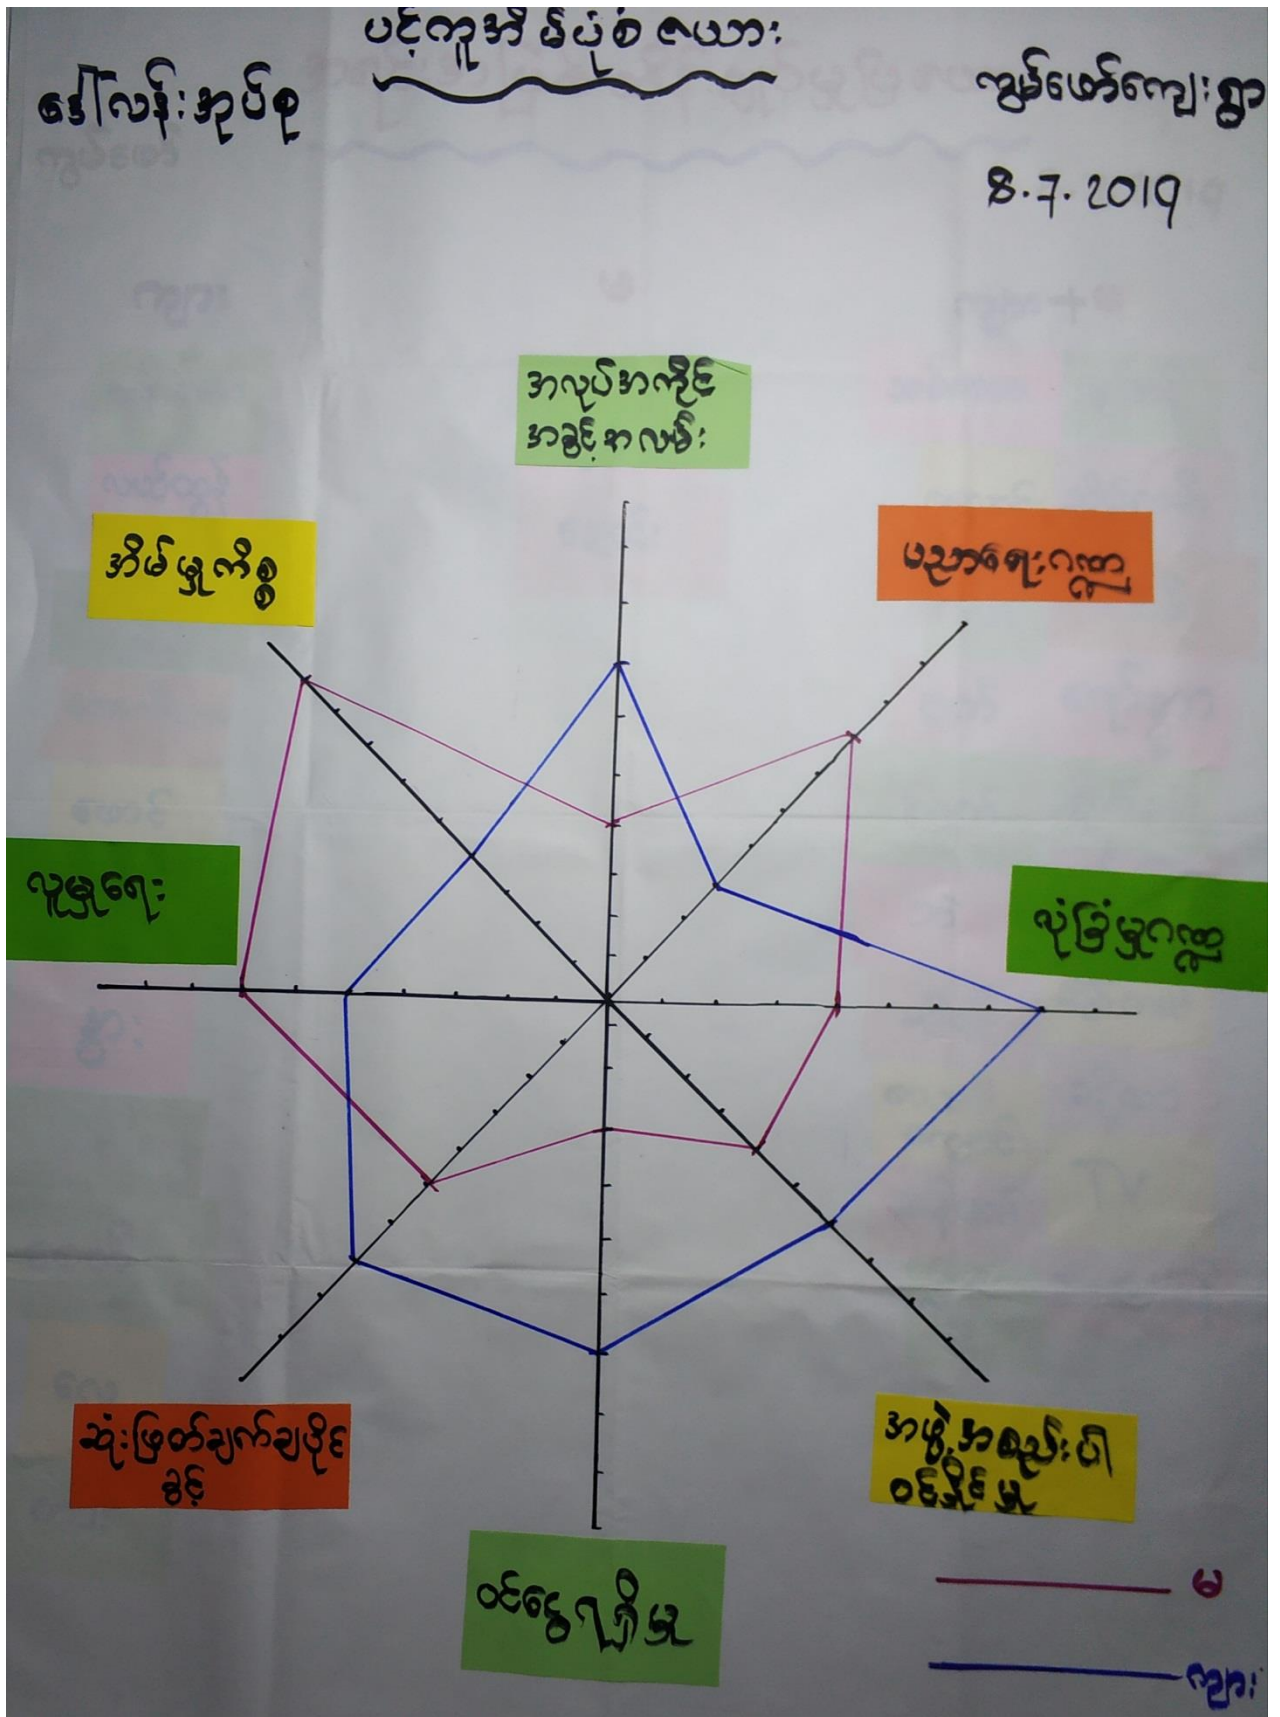 ပင့်ကူအိမ်ပုံစံဇယား
ဒေါ်လန်းအုပ်စု
ကျွမ်ဖော်ကျေးရွာ
8.7.2019
အလုပ်အကိုင်
အခွင့်အလမ်း
အိမ်မှုကိစ္စ
ပညာရေးဂဏ္ဍ
လူမှုရေး
လုံခြုံမှုဂဏ္ဍ
ဆုံးဖြတ်ချက်ချပိုင်
ခွင့်
အဖွဲ့အစည်းပါ
ဝင်နိုင်မှု
ဝင်ငွေရရှိမှု
မ
ကျား